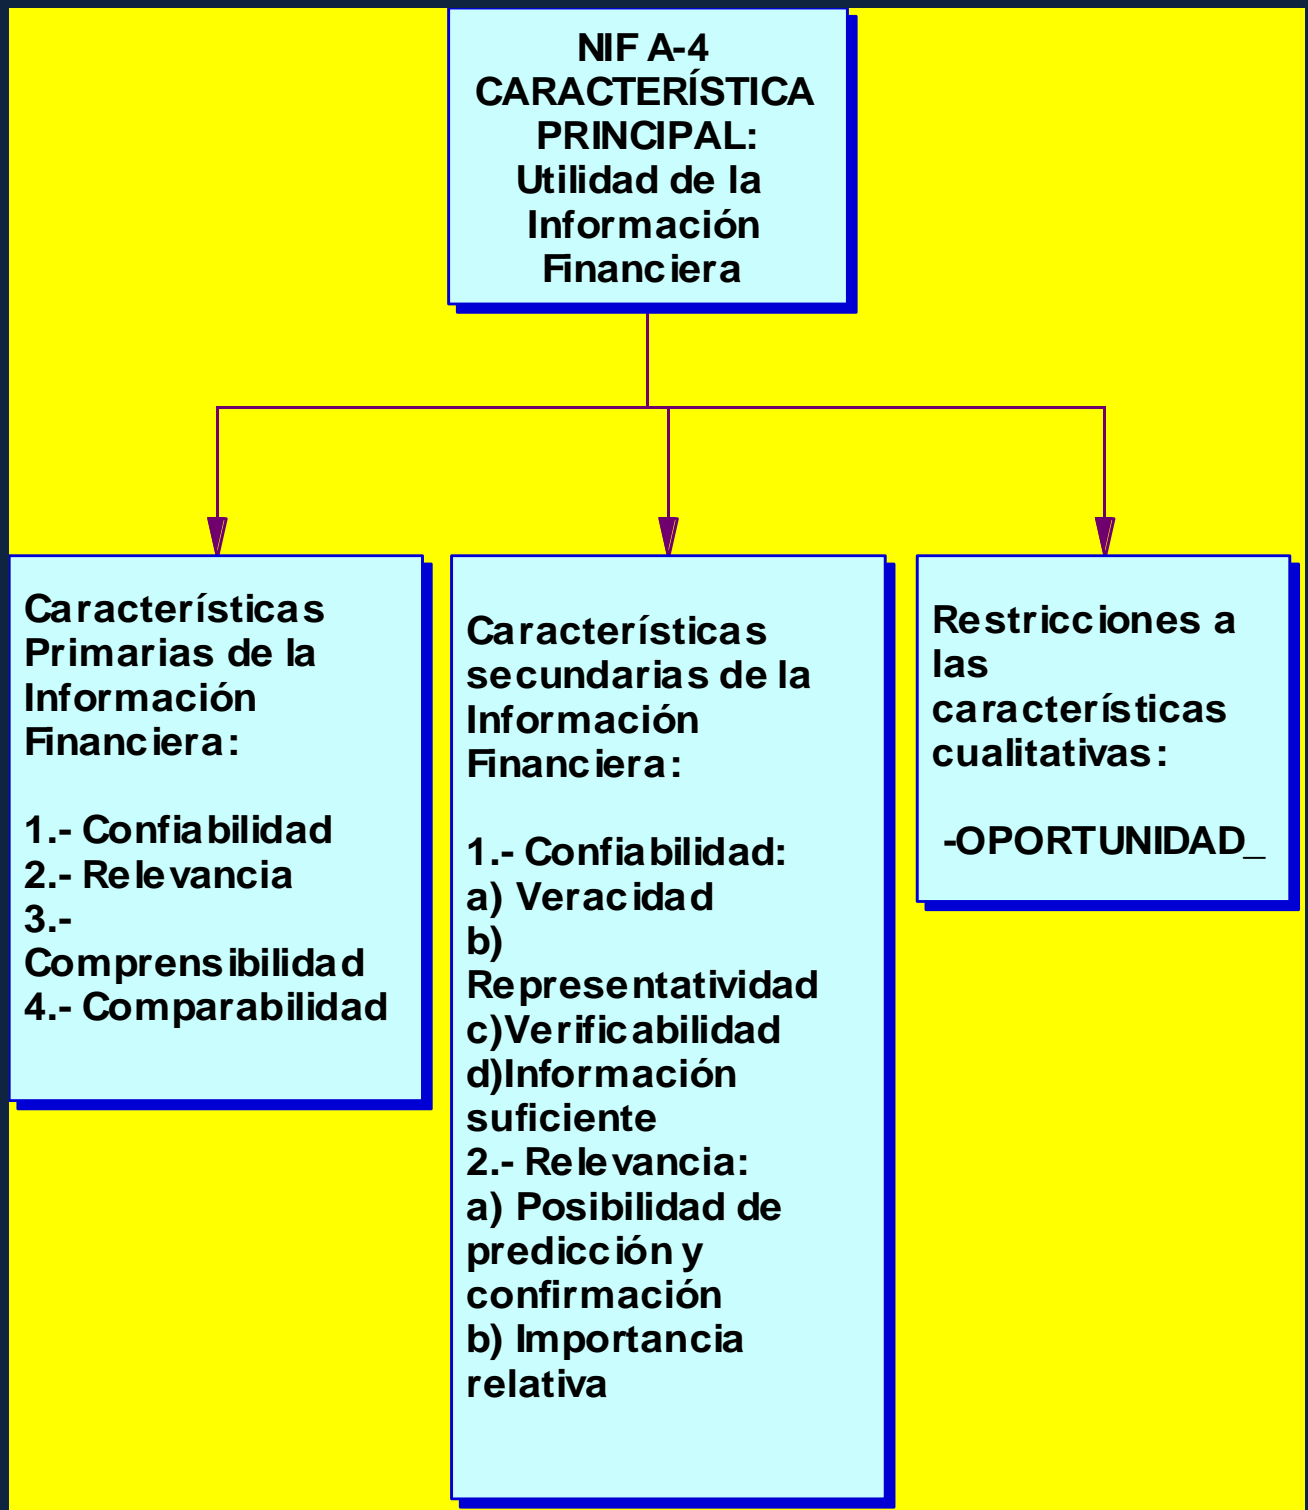 NIF A-4
CARACTERÍSTICA
PRINCIPAL:
Utilidad de la
Información
Financiera
Características
Primarias de la
Información
Financiera:
1.- Confiabilidad
2.- Relevancia
3.-
Comprensibilidad
4.- Comparabilidad
Características
secundarias de la
Información
Financiera:
1.- Confiabilidad:
a) Veracidad
b)
Representatividad
c)Verificabilidad
d)Información
suficiente
2.- Relevancia:
a) Posibilidad de
predicción y
confirmación
b) Importancia
relativa
Restricciones a
las
características
cualitativas:
-OPORTUNIDAD_